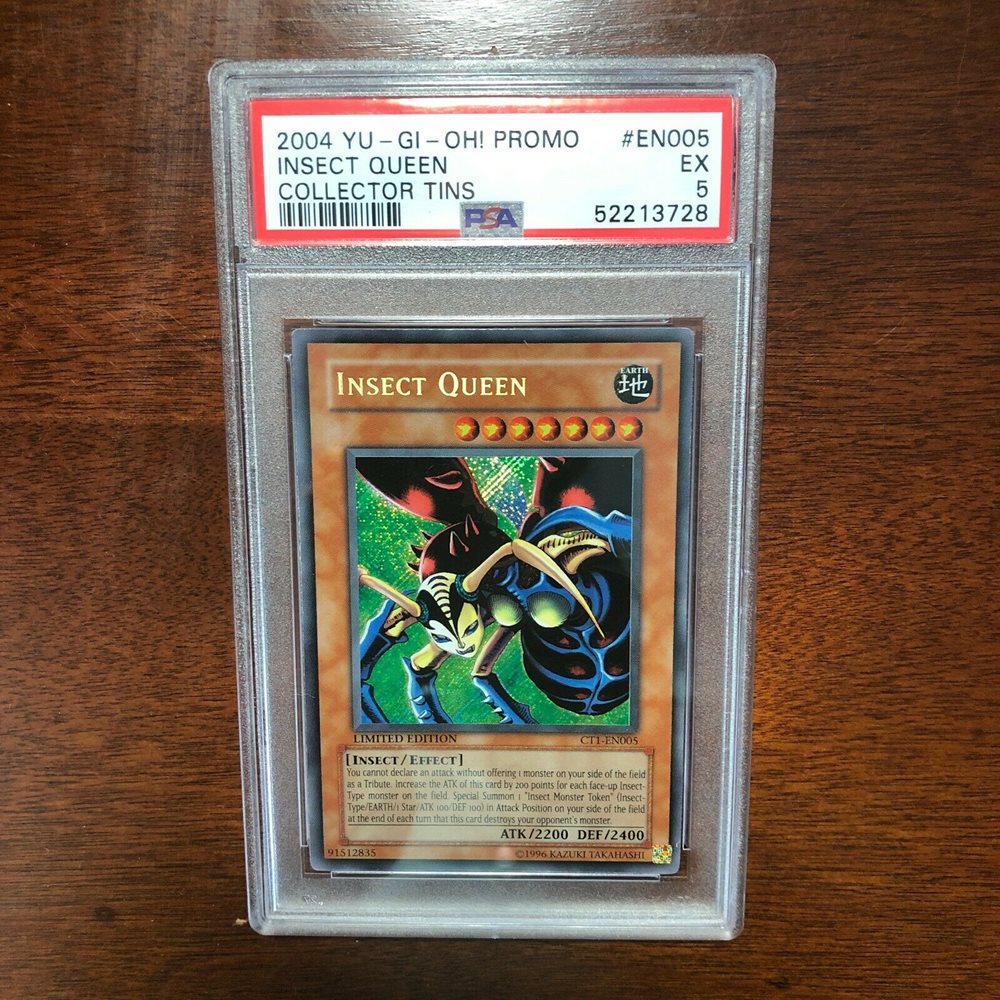 2004 YU-GI-OH! PROMO #EN005
INSECT QUEEN EX
COLLECTOR TINS 5
PSA 52213728
INSECT QUEEN
EARTH
地
LIMITED EDITION CT1-EN005
[INSECT/EFFECT]
You cannot declare an attack without offering 1 monster on your side of the field
as a Tribute. Increase the ATK of this card by 200 points for each face-up Insect-
Type monster on the field. Special Summon 1 "Insect Monster Token" (Insect-
Type/EARTH/1 Star/ATK 100/DEF 100) in Attack Position on your side of the field
at the end of each turn that this card destroys your opponent's monster.
ATK/2200 DEF/2400
91512835 ©1996 KAZUKI TAKAHASHI